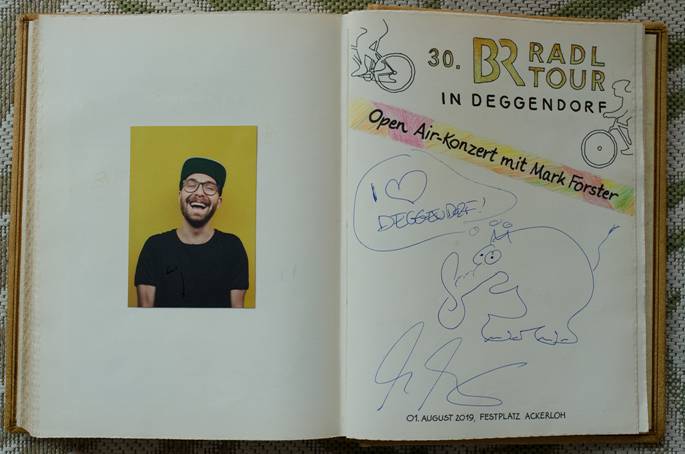 30. BR RADL
TOUR
IN DEGGENDORF
Open Air-Konzert mit Mark Forster
I ♡
DEGGENDORF!
01. AUGUST 2019, FESTPLATZ ACKERLOH